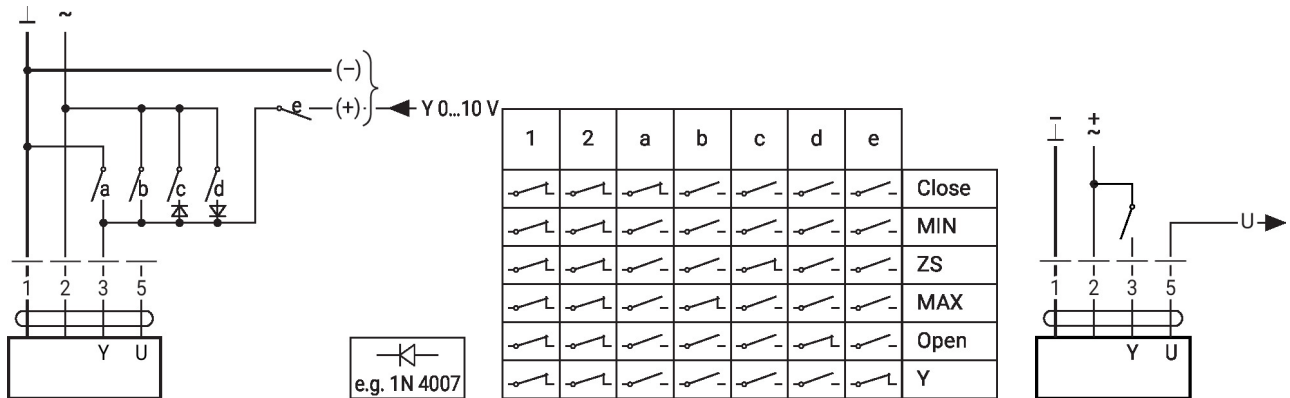 ⊥ ~
(–)
e (+) Y 0...10 V
a b c d
1 2 3 5
Y U
e.g. 1N 4007
1 2 a b c d e
Close
MIN
ZS
MAX
Open
Y
– +
⊥ ~
U
1 2 3 5
Y U